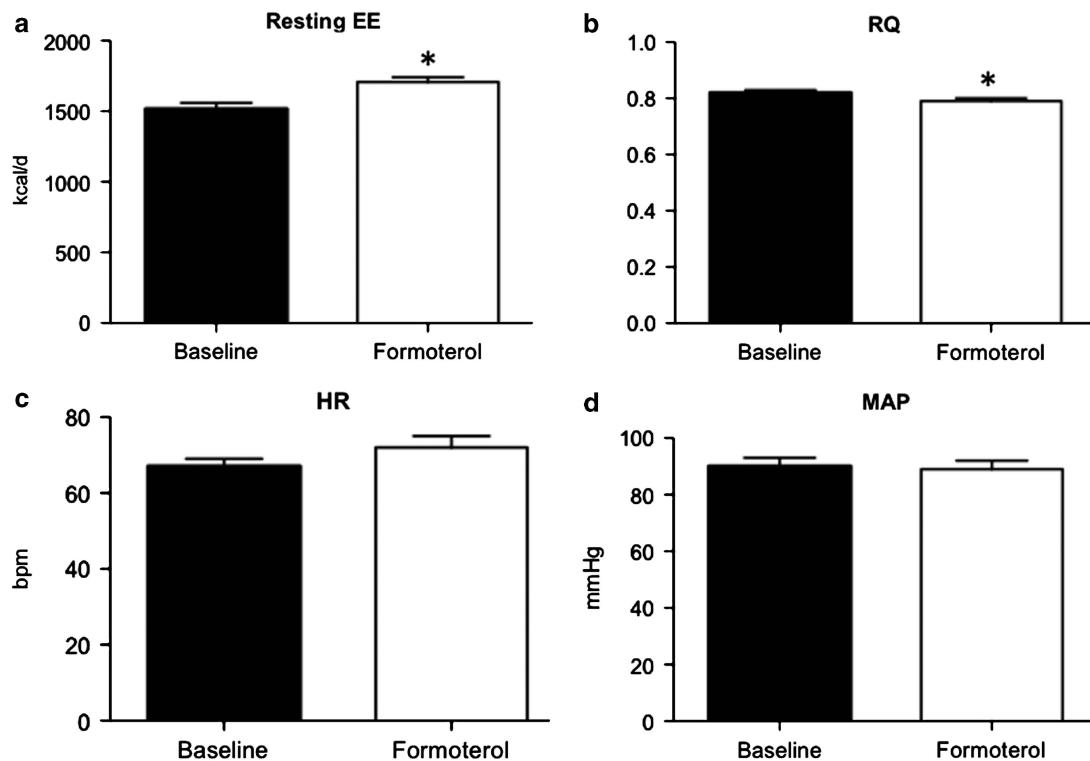 a
Resting EE
2000
1500
1000
500
0
kcal/d
*
Baseline
Formoterol
b
RQ
1.0
0.8
0.6
0.4
0.2
0.0
*
Baseline
Formoterol
c
HR
80
60
40
20
0
bpm
Baseline
Formoterol
d
MAP
100
80
60
40
20
0
mmHg
Baseline
Formoterol